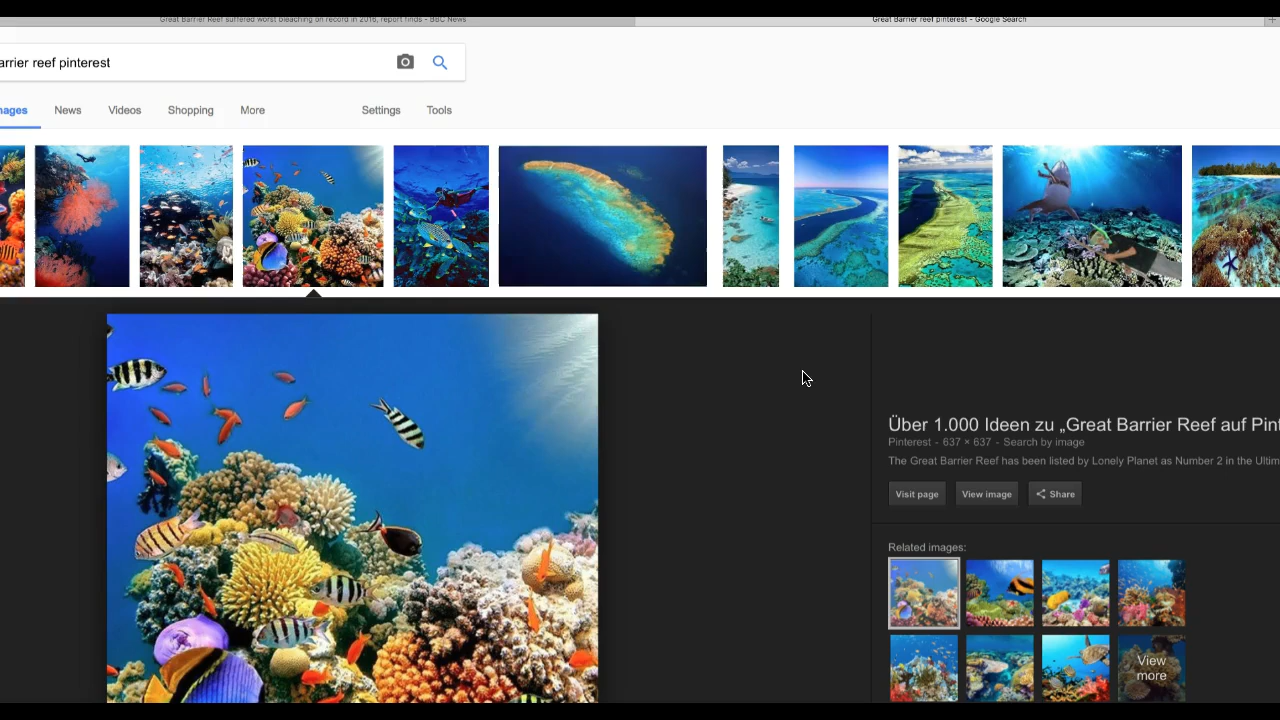 Great Barrier Reef suffered worst bleaching on record in 2016, report finds - BBC News
Great Barrier reef pinterest - Google Search
arrier reef pinterest
nages News Videos Shopping More Settings Tools
Über 1.000 Ideen zu „Great Barrier Reef auf Pint
Pinterest - 637 × 637 - Search by image
The Great Barrier Reef has been listed by Lonely Planet as Number 2 in the Ultim
Visit page View image Share
Related images:
View
more